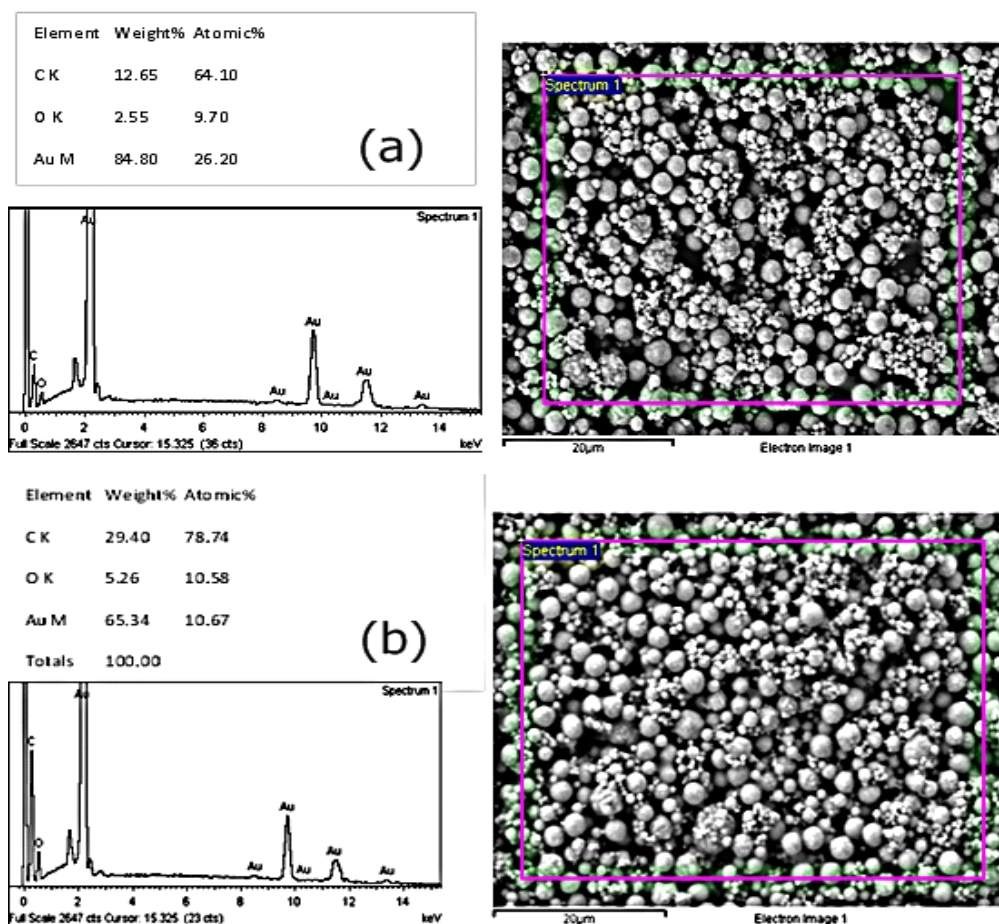 Element Weight% Atomic%
C K 12.65 64.10
O K 2.55 9.70
Au M 84.80 26.20
(a)
Spectrum 1
Au
C
O
Au
Au
Au
Au
0 2 4 6 8 10 12 14
Full Scale 2647 cts Cursor: 15.325 (36 cts) keV
Spectrum 1
20µm Electron Image 1
Element Weight% Atomic%
C K 29.40 78.74
O K 5.26 10.58
Au M 65.34 10.67
Totals 100.00
(b)
Spectrum 1
Au
C
O
Au
Au
Au
Au
0 2 4 6 8 10 12 14
Full Scale 2647 cts Cursor: 15.325 (23 cts) keV
Spectrum 1
20µm Electron Image 1